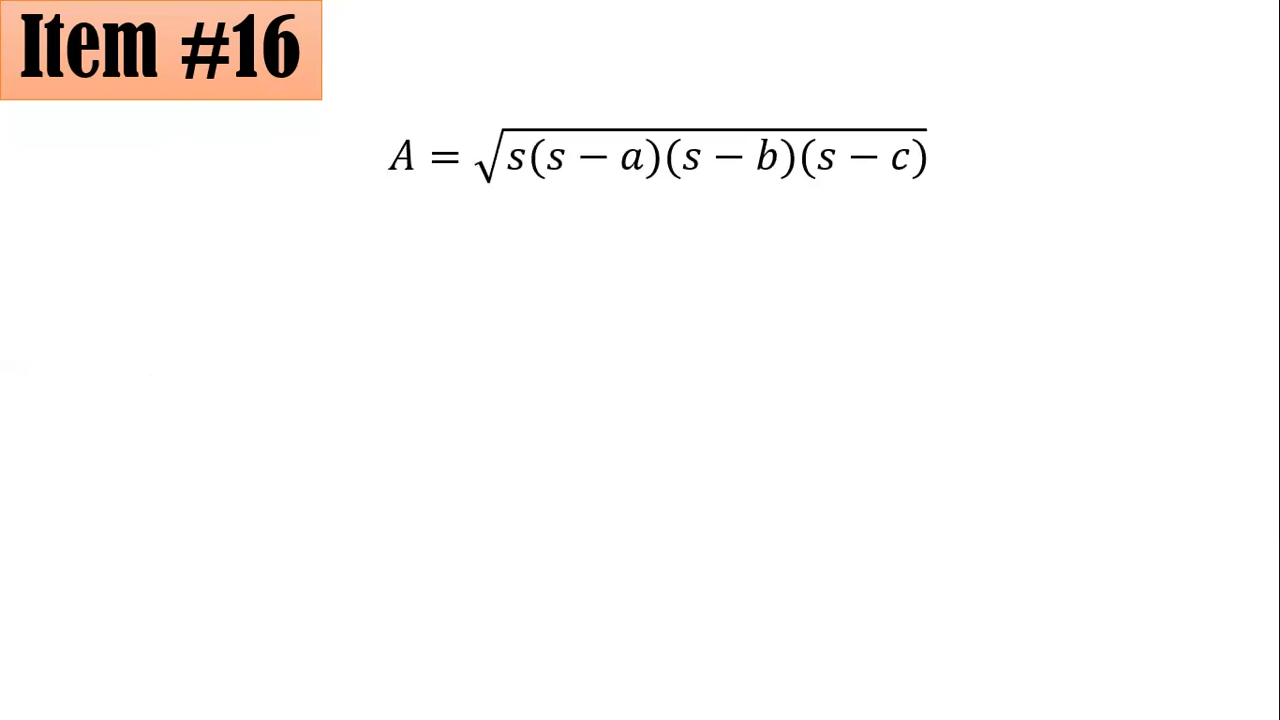 Item #16
A = √s(s − a)(s − b)(s − c)